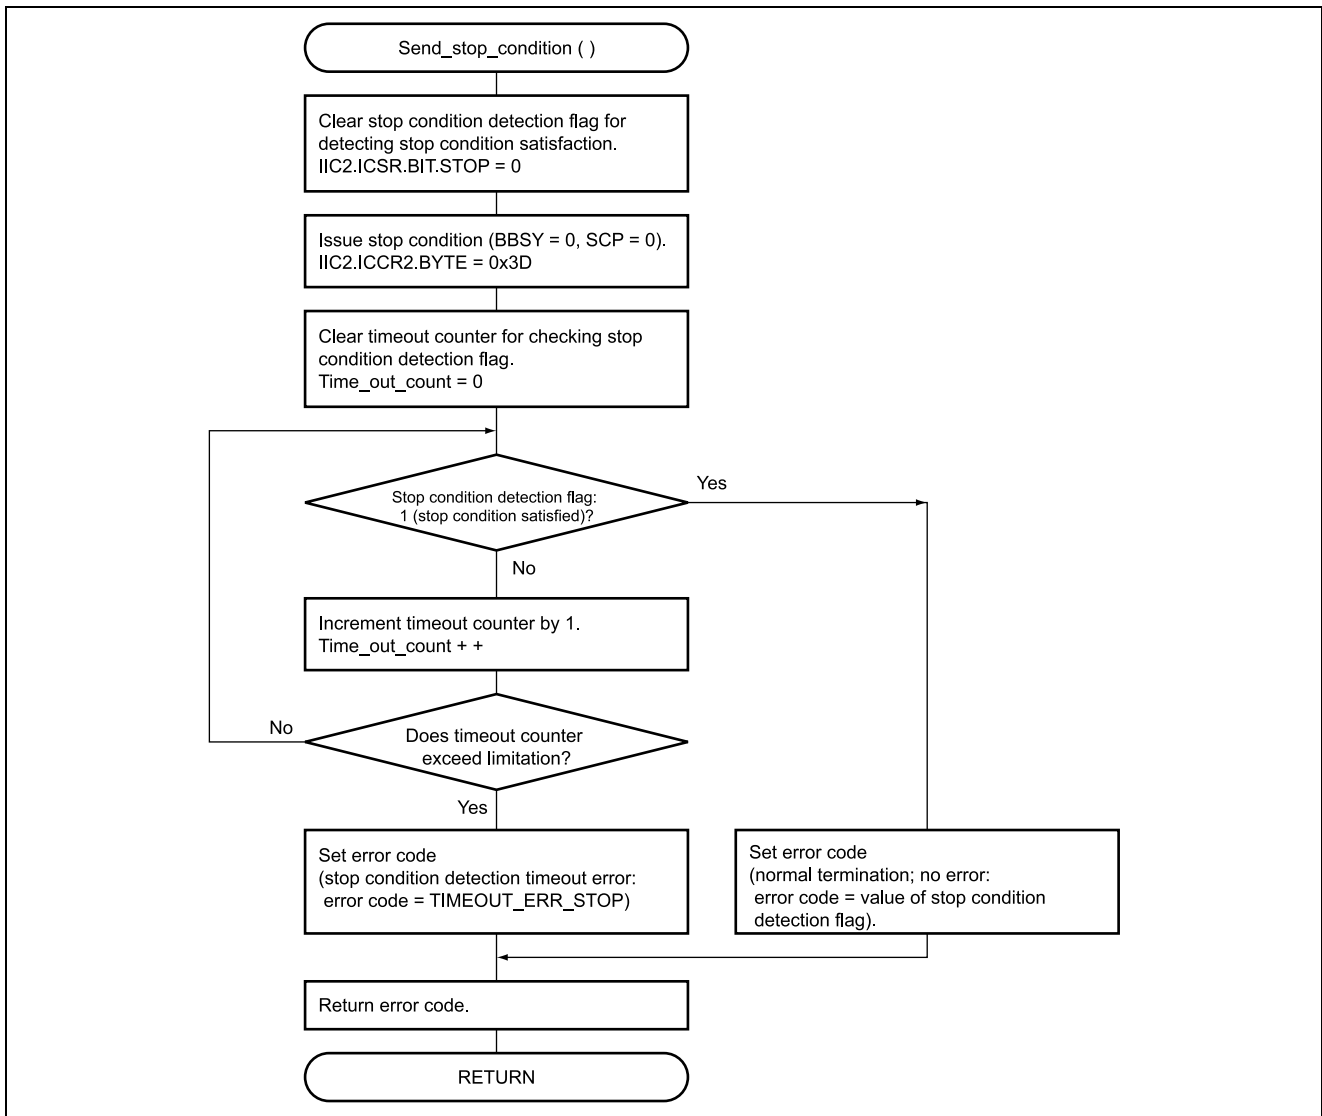 Send_stop_condition ( )
Clear stop condition detection flag for
detecting stop condition satisfaction.
IIC2.ICSR.BIT.STOP = 0
Issue stop condition (BBSY = 0, SCP = 0).
IIC2.ICCR2.BYTE = 0x3D
Clear timeout counter for checking stop
condition detection flag.
Time_out_count = 0
Stop condition detection flag:
1 (stop condition satisfied)?
Yes
No
Increment timeout counter by 1.
Time_out_count + +
Does timeout counter
exceed limitation?
No
Yes
Set error code
(stop condition detection timeout error:
error code = TIMEOUT_ERR_STOP)
Set error code
(normal termination; no error:
error code = value of stop condition
detection flag).
Return error code.
RETURN